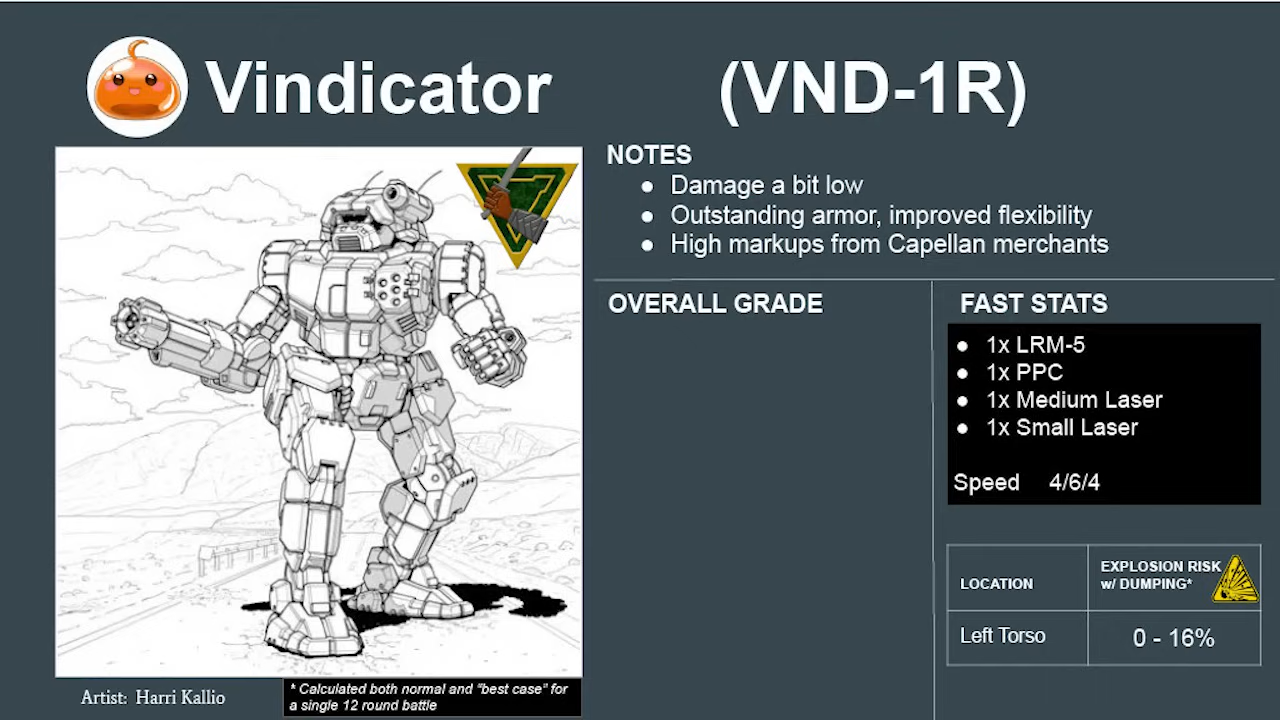 Vindicator (VND-1R)
NOTES
● Damage a bit low
● Outstanding armor, improved flexibility
● High markups from Capellan merchants
OVERALL GRADE
FAST STATS
● 1x LRM-5
● 1x PPC
● 1x Medium Laser
● 1x Small Laser
Speed 4/6/4
LOCATION
EXPLOSION RISK
w/ DUMPING*
Left Torso
0 - 16%
Artist: Harri Kallio
* Calculated both normal and "best case" for
a single 12 round battle